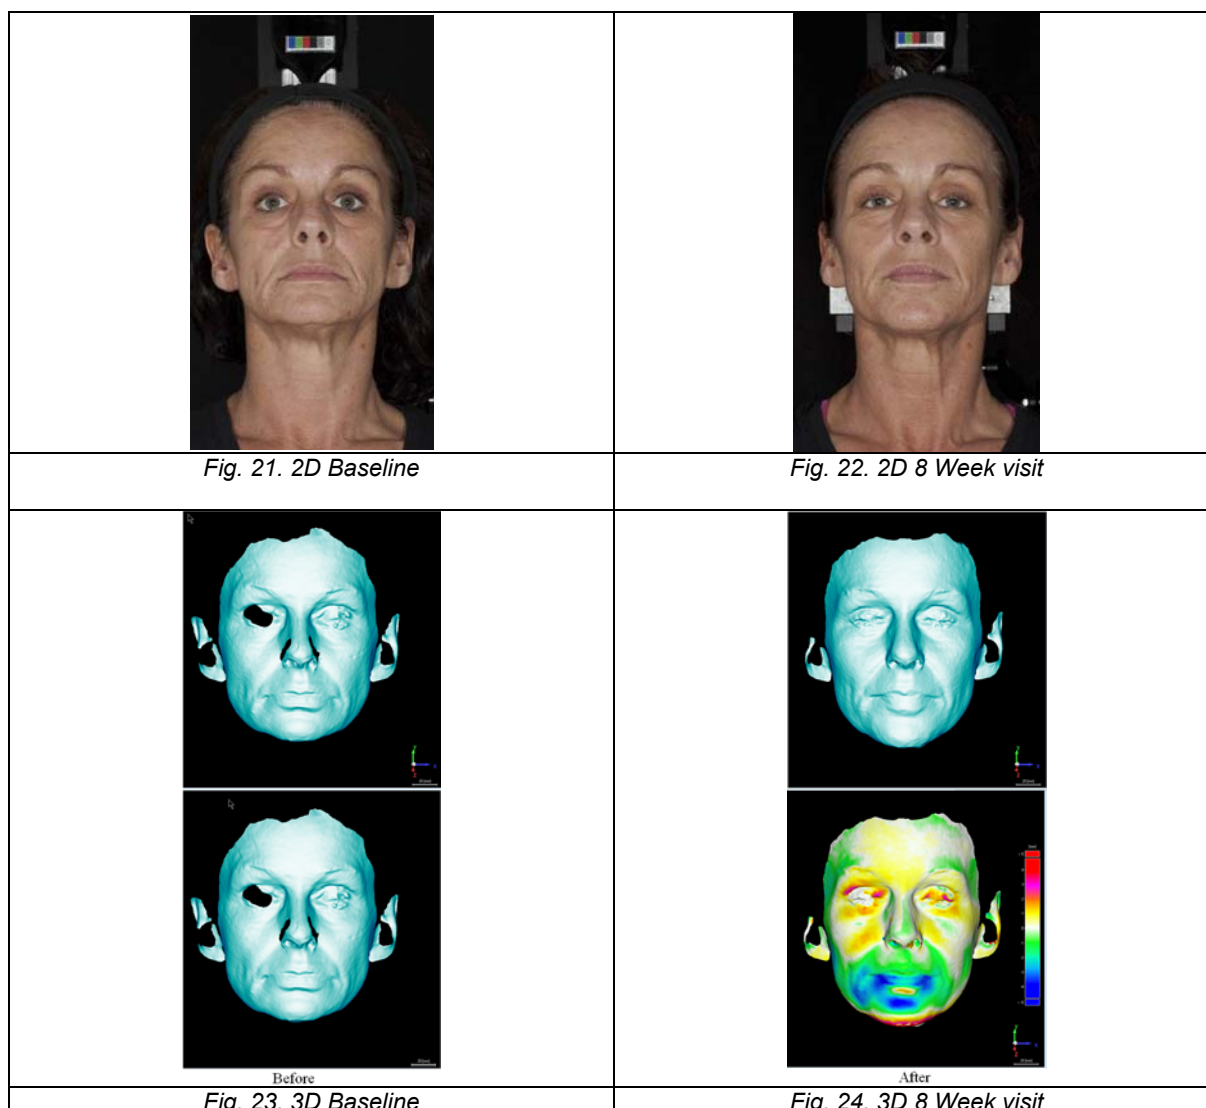 Fig. 21. 2D Baseline
Fig. 22. 2D 8 Week visit
Before
After
Fig. 23. 3D Baseline
Fig. 24. 3D 8 Week visit